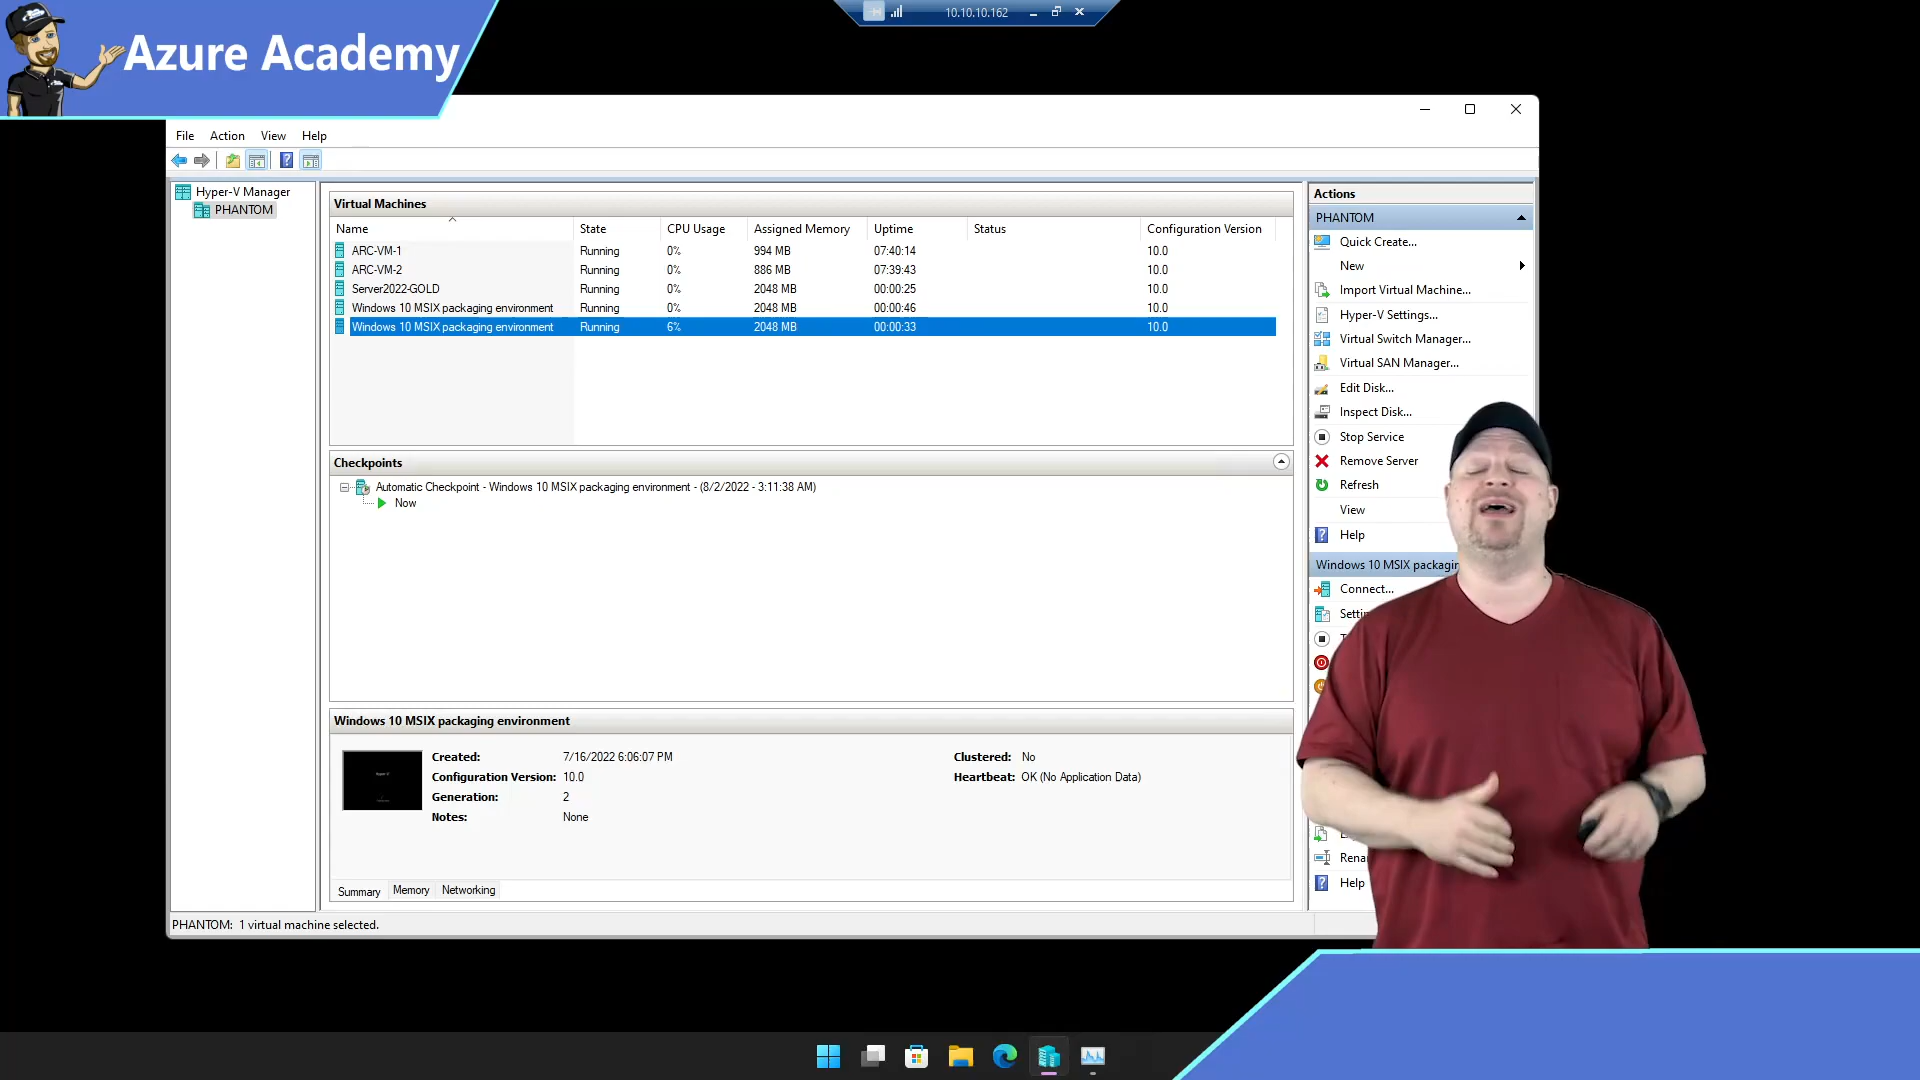 10.10.10.162
Azure Academy
File Action View Help
Hyper-V Manager
PHANTOM
Virtual Machines
Name State CPU Usage Assigned Memory Uptime Status Configuration Version
ARC-VM-1 Running 0% 994 MB 07:40:14 10.0
ARC-VM-2 Running 0% 886 MB 07:39:43 10.0
Server2022-GOLD Running 0% 2048 MB 00:00:25 10.0
Windows 10 MSIX packaging environment Running 0% 2048 MB 00:00:46 10.0
Windows 10 MSIX packaging environment Running 6% 2048 MB 00:00:33 10.0
Checkpoints
Automatic Checkpoint - Windows 10 MSIX packaging environment - (8/2/2022 - 3:11:38 AM)
Now
Windows 10 MSIX packaging environment
Created: 7/16/2022 6:06:07 PM Clustered: No
Configuration Version: 10.0 Heartbeat: OK (No Application Data)
Generation: 2
Notes: None
Summary Memory Networking
PHANTOM: 1 virtual machine selected.
Actions
PHANTOM
Quick Create...
New
Import Virtual Machine...
Hyper-V Settings...
Virtual Switch Manager...
Virtual SAN Manager...
Edit Disk...
Inspect Disk...
Stop Service
Remove Server
Refresh
View
Help
Windows 10 MSIX packagin
Connect...
Settin
Rena
Help